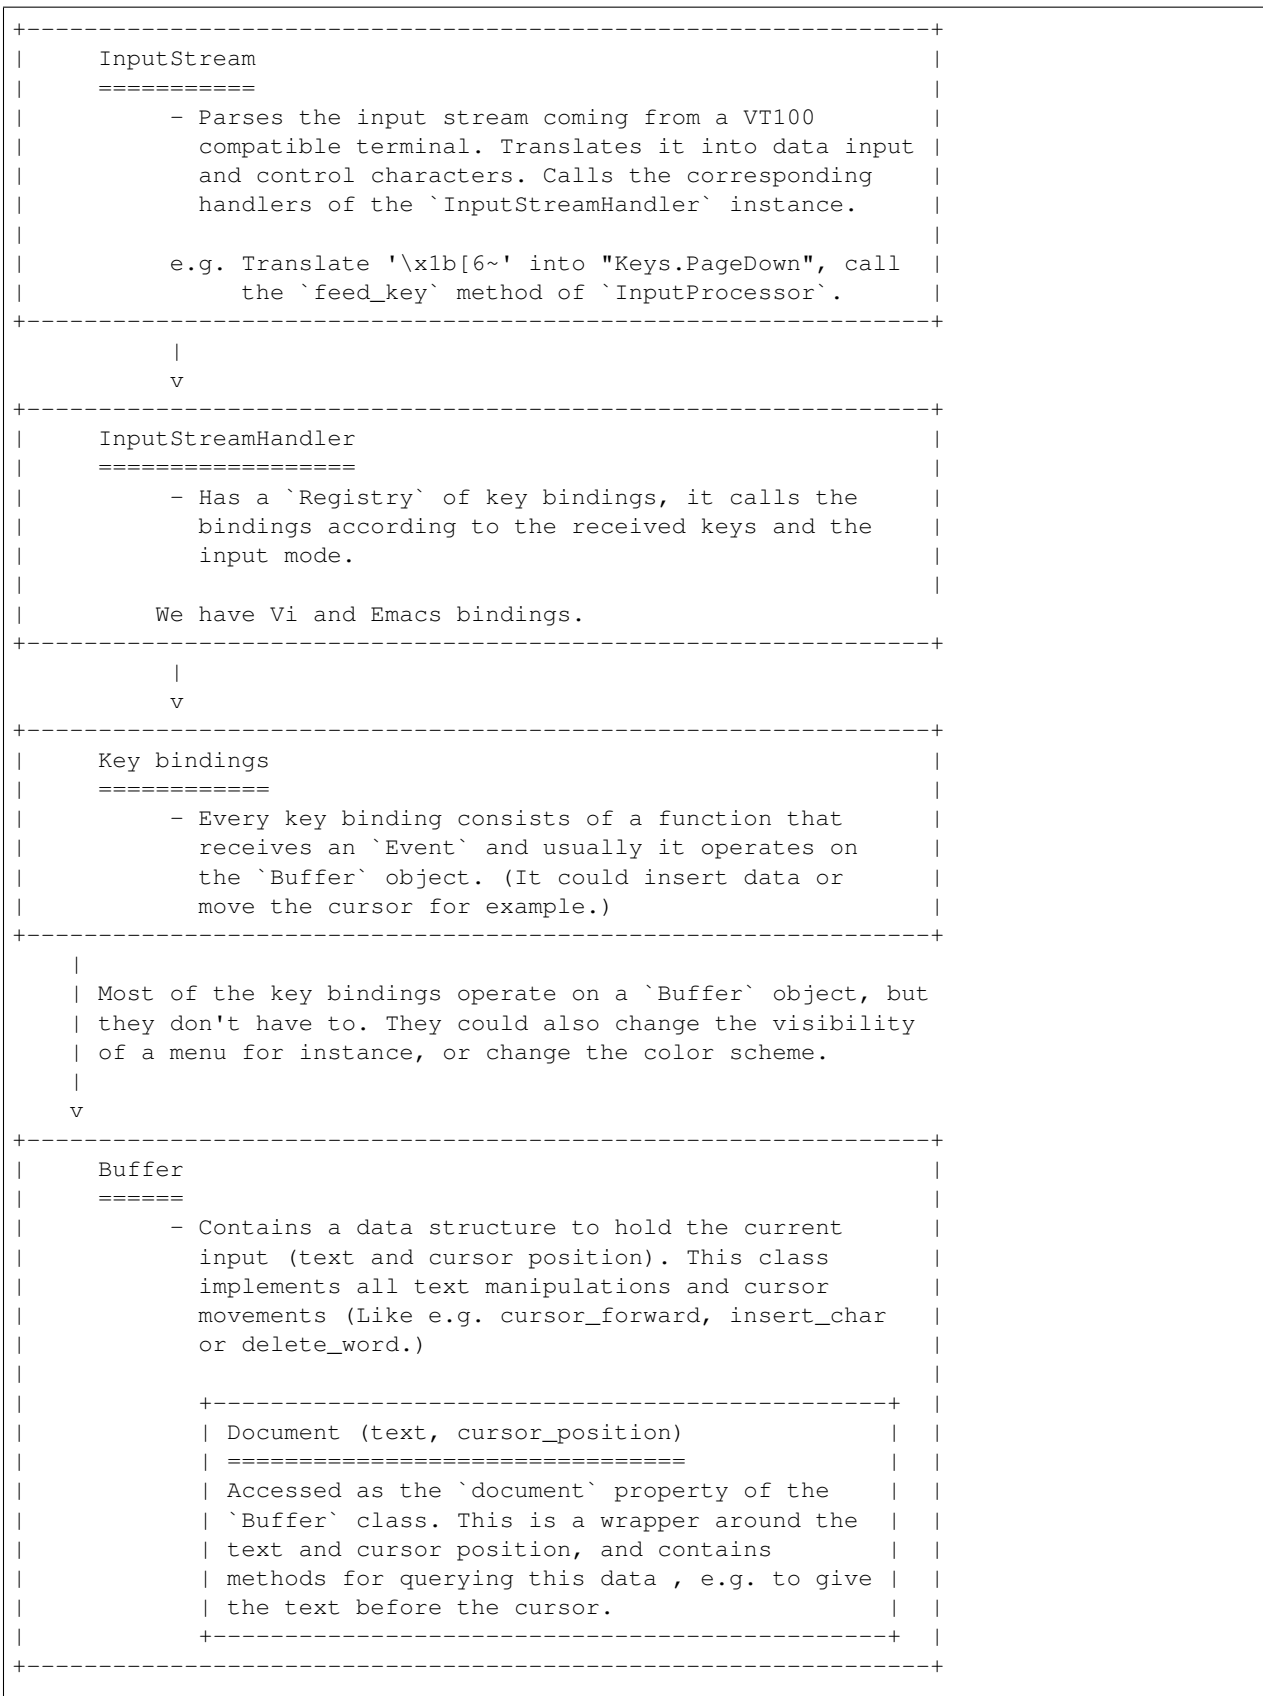 +---------------------------------------------------------------+
|     InputStream                                               |
|     ===========                                               |
|          - Parses the input stream coming from a VT100        |
|            compatible terminal. Translates it into data input |
|            and control characters. Calls the corresponding    |
|            handlers of the `InputStreamHandler` instance.     |
|                                                               |
|          e.g. Translate '\x1b[6~' into "Keys.PageDown", call  |
|               the `feed_key` method of `InputProcessor`.      |
+---------------------------------------------------------------+
           |
           v
+---------------------------------------------------------------+
|     InputStreamHandler                                        |
|     ==================                                        |
|          - Has a `Registry` of key bindings, it calls the     |
|            bindings according to the received keys and the    |
|            input mode.                                        |
|                                                               |
|         We have Vi and Emacs bindings.
+---------------------------------------------------------------+
           |
           v
+---------------------------------------------------------------+
|     Key bindings                                              |
|     ============                                              |
|          - Every key binding consists of a function that      |
|            receives an `Event` and usually it operates on     |
|            the `Buffer` object. (It could insert data or      |
|            move the cursor for example.)                      |
+---------------------------------------------------------------+
    |
    | Most of the key bindings operate on a `Buffer` object, but
    | they don't have to. They could also change the visibility
    | of a menu for instance, or change the color scheme.
    |
    v
+---------------------------------------------------------------+
|     Buffer                                                    |
|     ======                                                    |
|          - Contains a data structure to hold the current      |
|            input (text and cursor position). This class       |
|            implements all text manipulations and cursor       |
|            movements (Like e.g. cursor_forward, insert_char   |
|            or delete_word.)                                   |
|                                                               |
|            +-----------------------------------------------+  |
|            | Document (text, cursor_position)              |  |
|            | ================================              |  |
|            | Accessed as the `document` property of the    |  |
|            | `Buffer` class. This is a wrapper around the  |  |
|            | text and cursor position, and contains        |  |
|            | methods for querying this data , e.g. to give |  |
|            | the text before the cursor.                   |  |
|            +-----------------------------------------------+  |
+---------------------------------------------------------------+